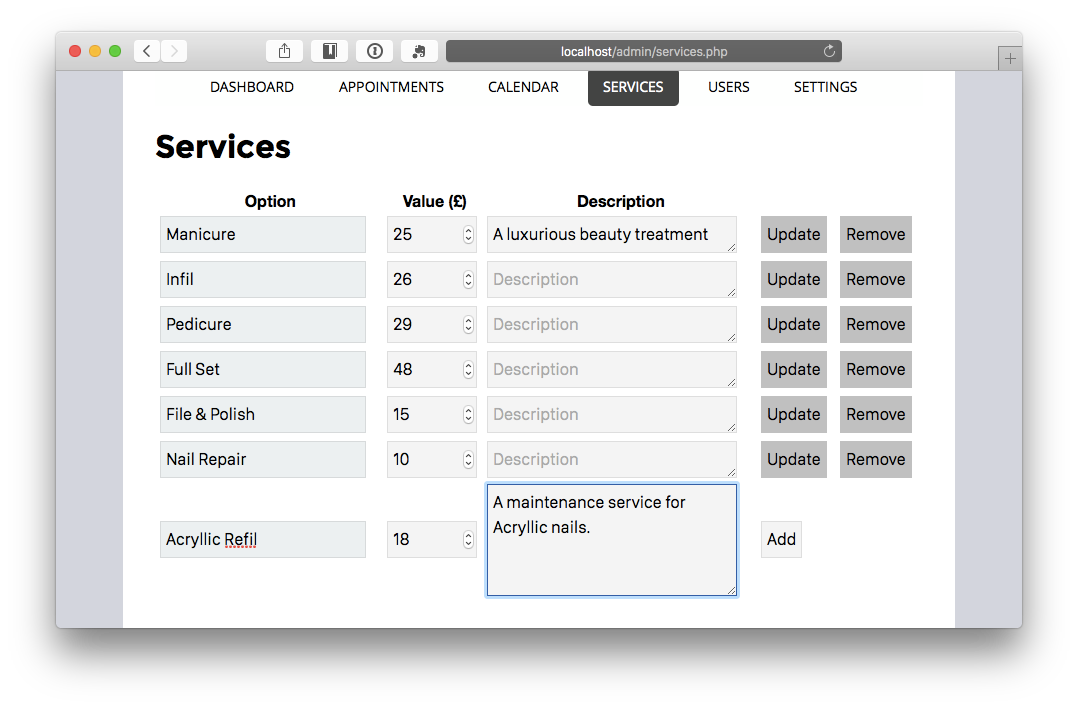 localhost/admin/services.php
DASHBOARD APPOINTMENTS CALENDAR SERVICES USERS SETTINGS
Services
Option Value (£) Description
Manicure 25 A luxurious beauty treatment Update Remove
Infil 26 Description Update Remove
Pedicure 29 Description Update Remove
Full Set 48 Description Update Remove
File & Polish 15 Description Update Remove
Nail Repair 10 Description Update Remove
A maintenance service for
Acryllic nails.
Acryllic Refil 18 Add